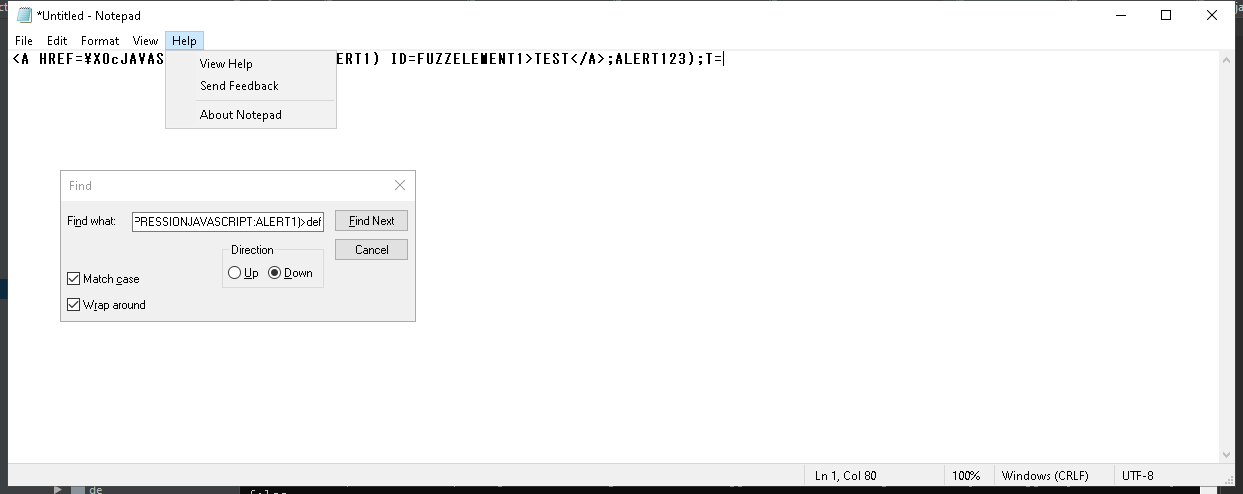 *Untitled - Notepad
File Edit Format View Help
<A HREF=¥X0cJAVAS ERT1) ID=FUZZELEMENT1>TEST</A>;ALERT123);T=
View Help
Send Feedback
About Notepad
Find
Find what: PRESSIONJAVASCRIPT:ALERT1)>def Find Next
Direction Cancel
Up Down
Match case
Wrap around
Ln 1, Col 80 100% Windows (CRLF) UTF-8
de